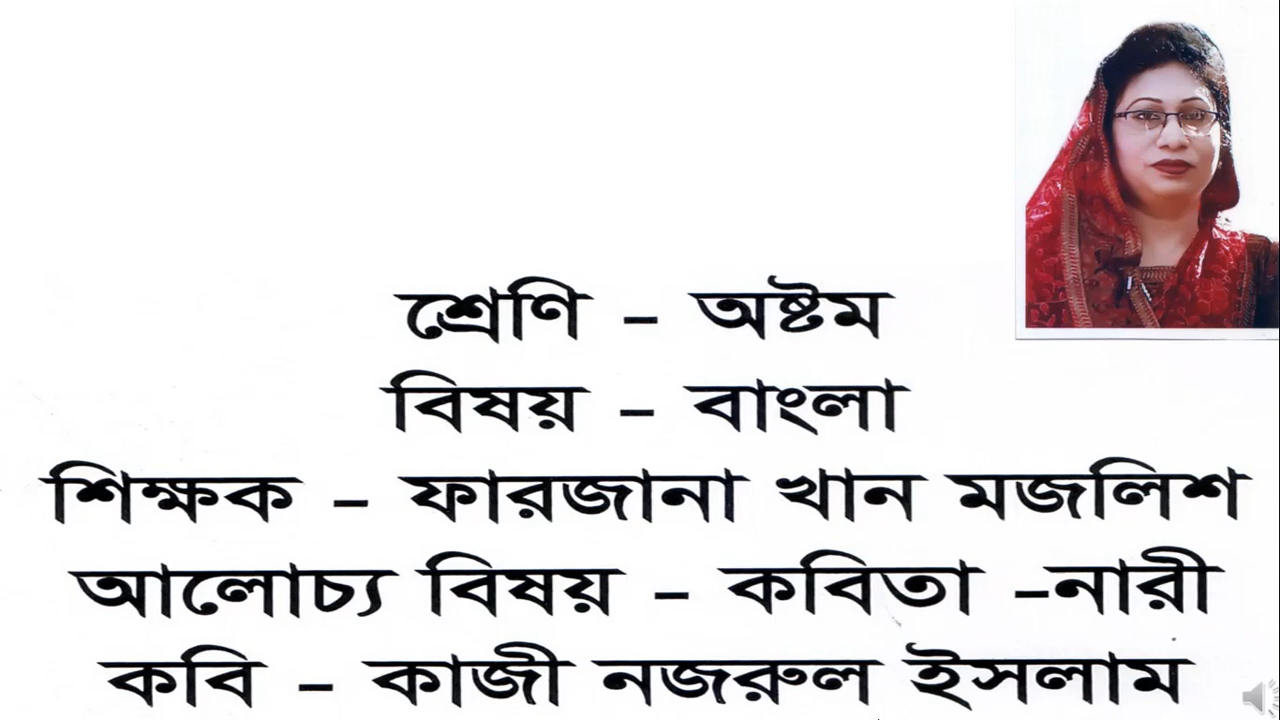 শ্রেণি – অষ্টম
বিষয় – বাংলা
শিক্ষক – ফারজানা খান মজলিশ
আলোচ্য বিষয় – কবিতা –নারী
কবি – কাজী নজরুল ইসলাম